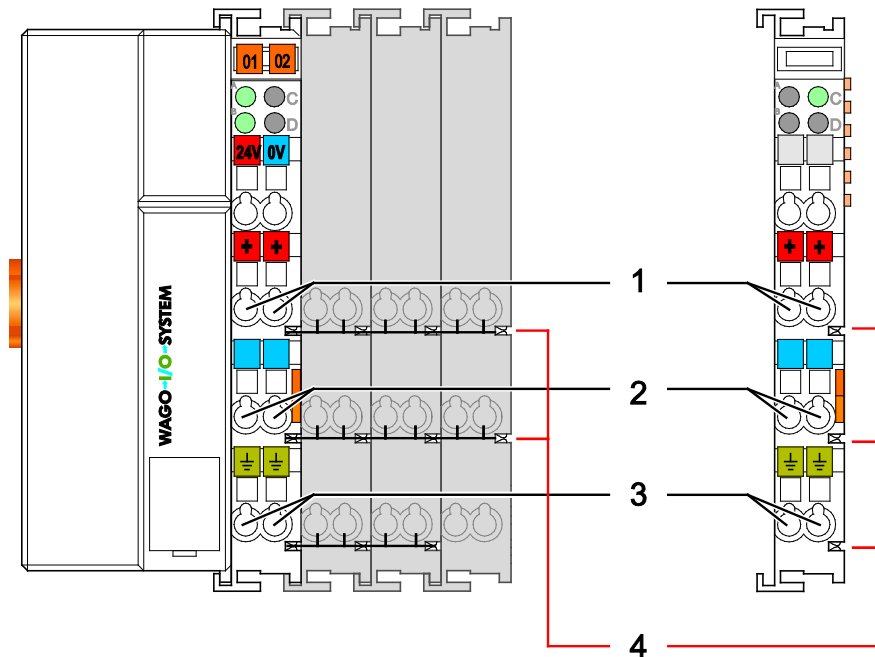 01 02
A C
B D
24V 0V
+ +
WAGO-I/O-SYSTEM
A C
B D
+ +
1
2
3
4